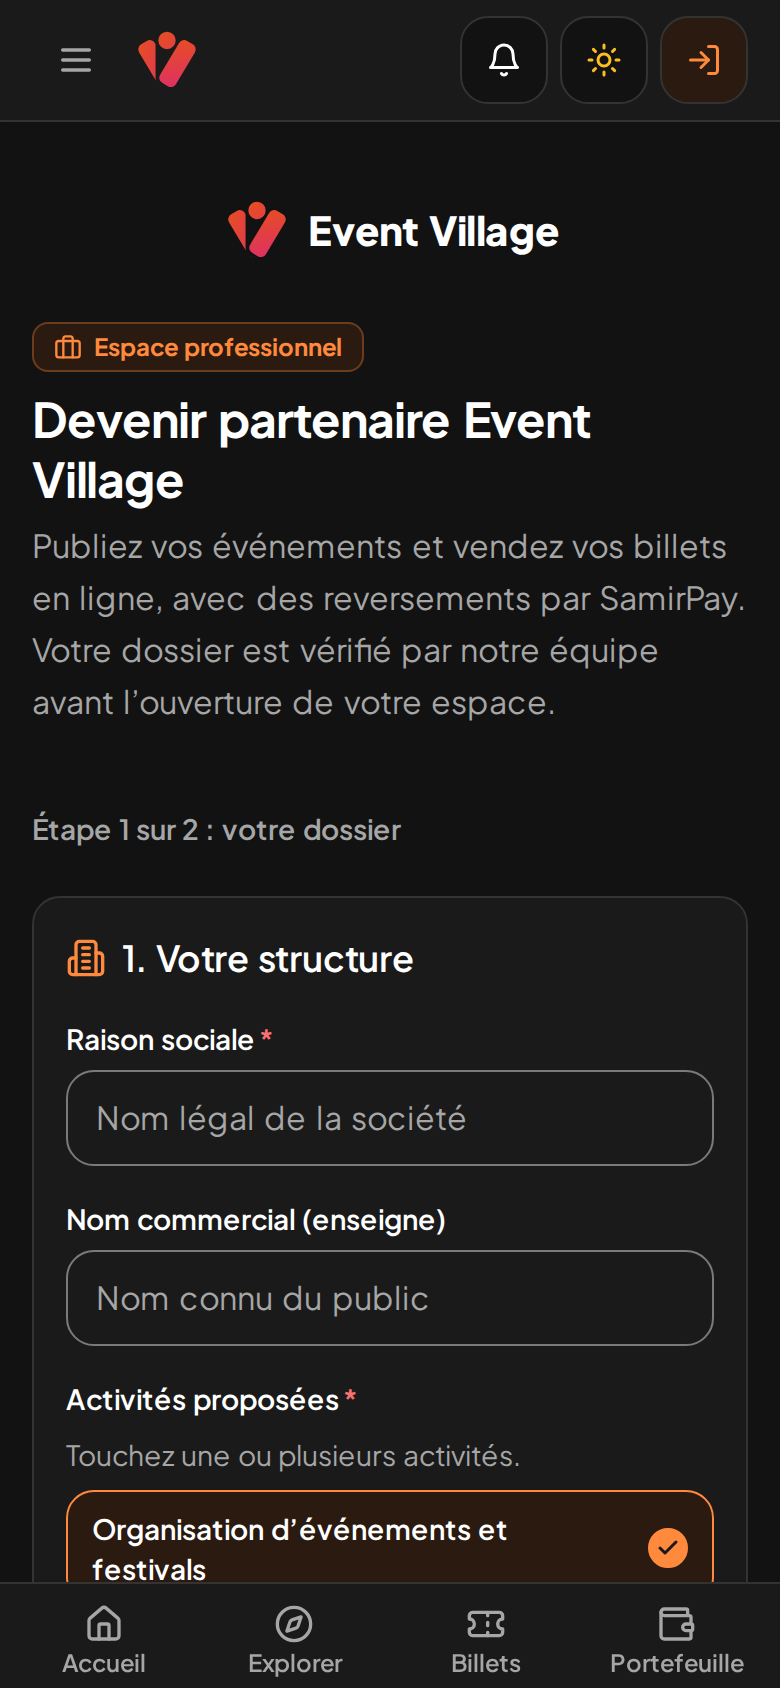 Event Village
Espace professionnel
Devenir partenaire Event
Village
Publiez vos événements et vendez vos billets
en ligne, avec des reversements par SamirPay.
Votre dossier est vérifié par notre équipe
avant l’ouverture de votre espace.
Étape 1 sur 2 : votre dossier
1. Votre structure
Raison sociale *
Nom légal de la société
Nom commercial (enseigne)
Nom connu du public
Activités proposées *
Touchez une ou plusieurs activités.
Organisation d’événements et
festivals
Accueil Explorer Billets Portefeuille